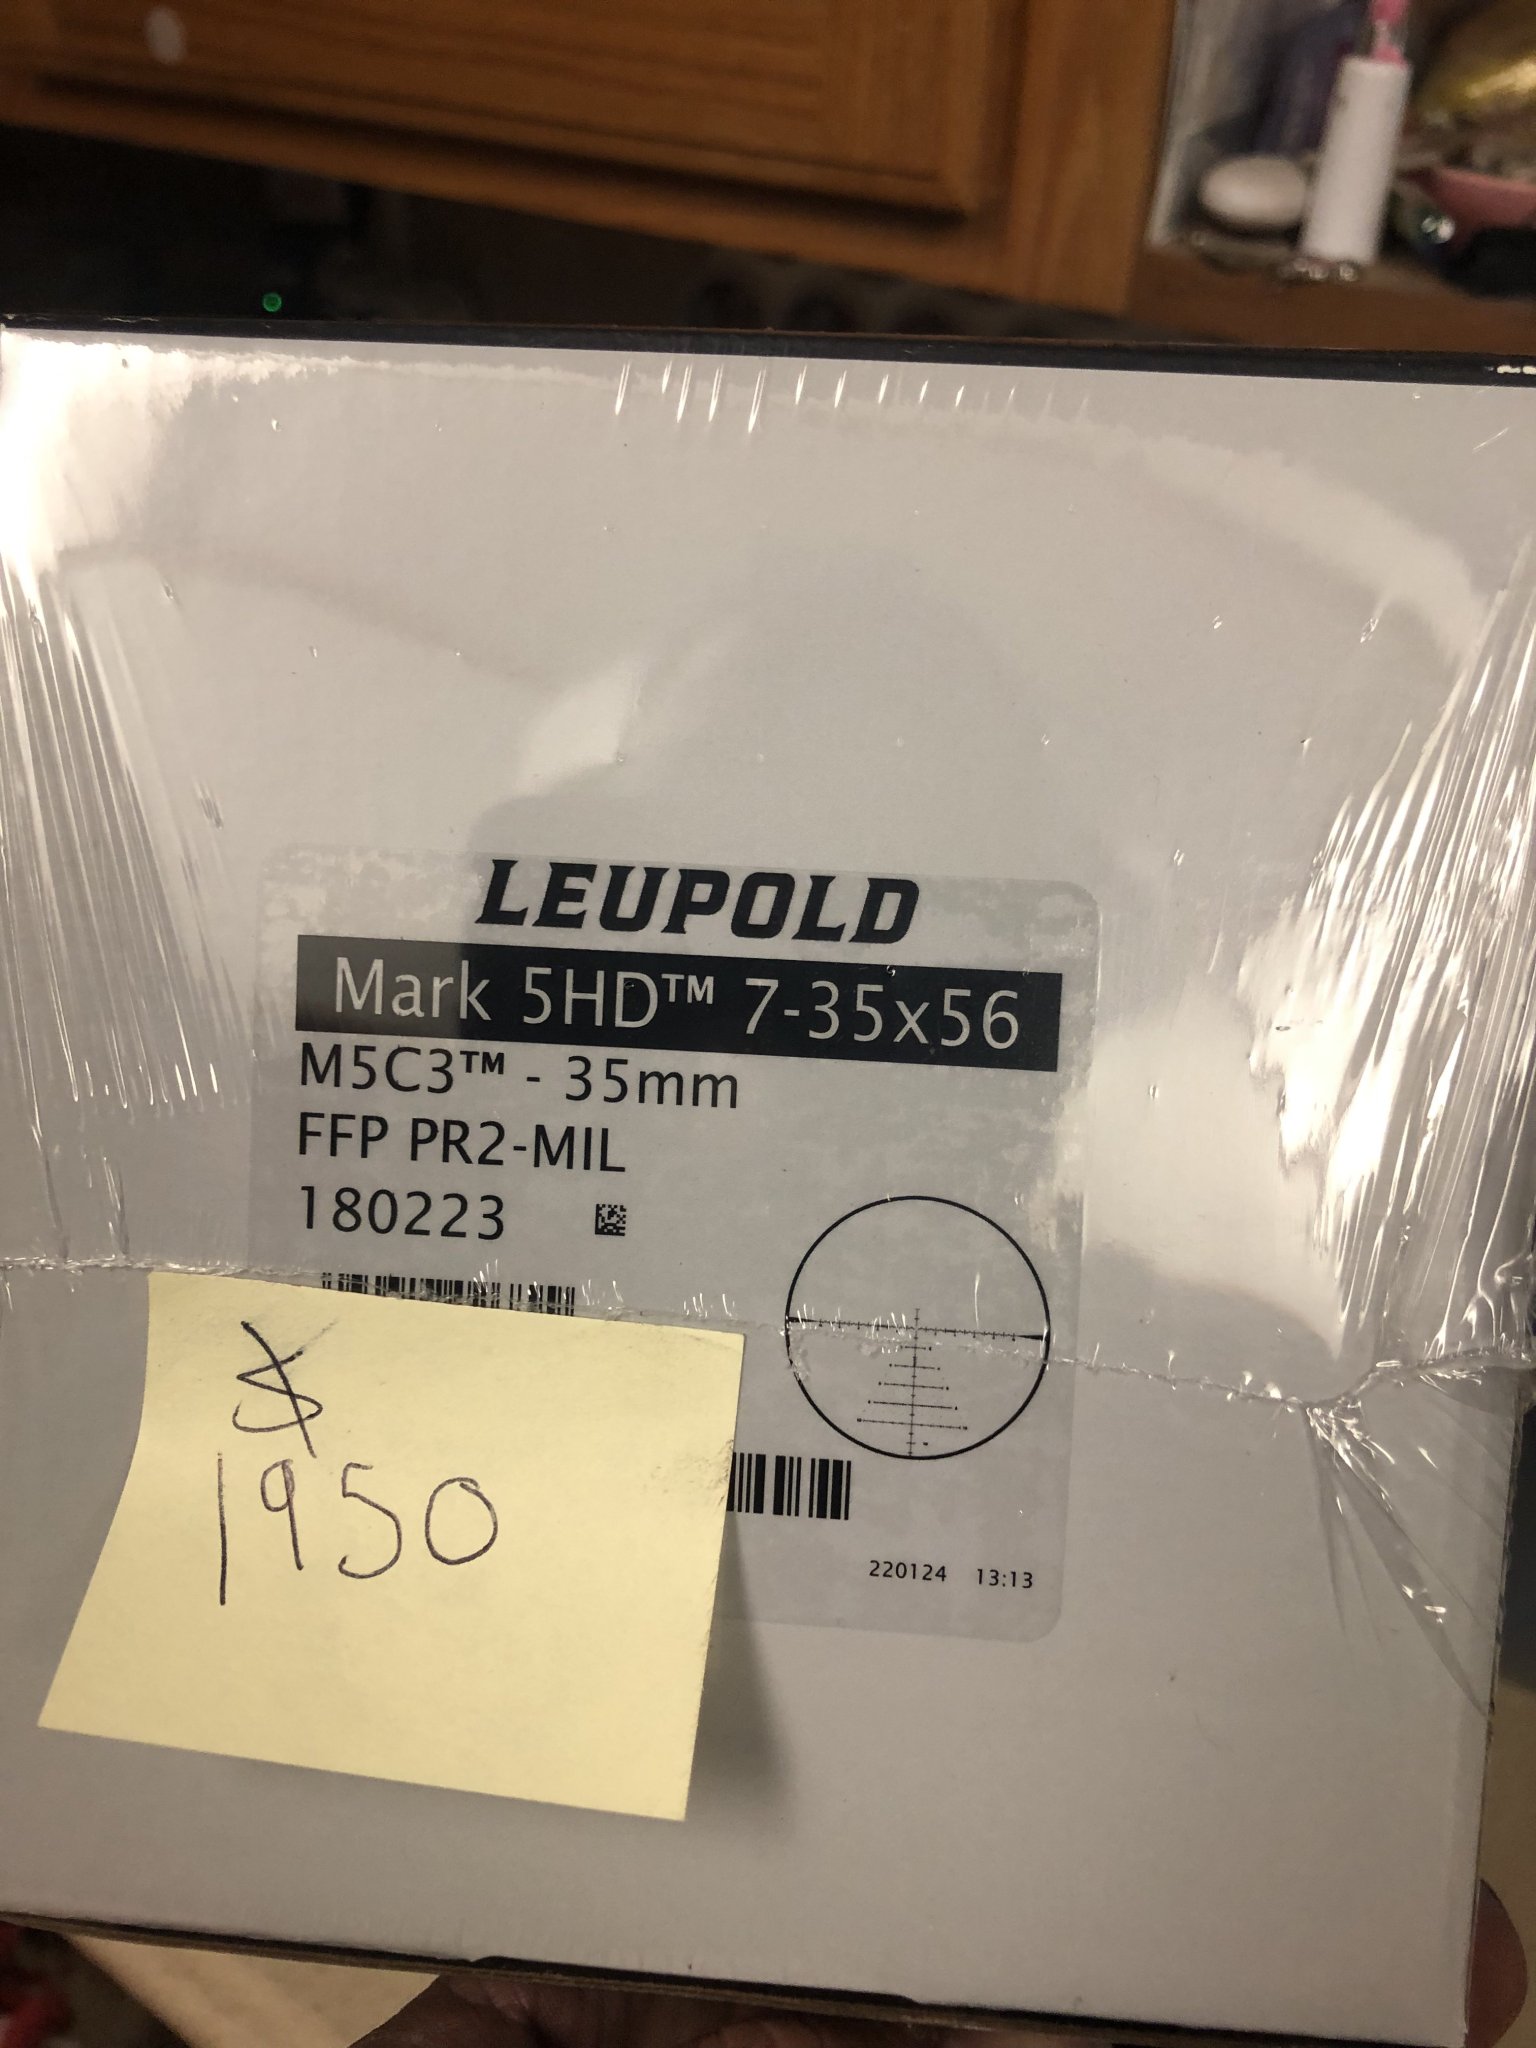 LEUPOLD
Mark 5HD™ 7-35x56
M5C3™ - 35mm
FFP PR2-MIL
180223
$
1950
220124 13:13